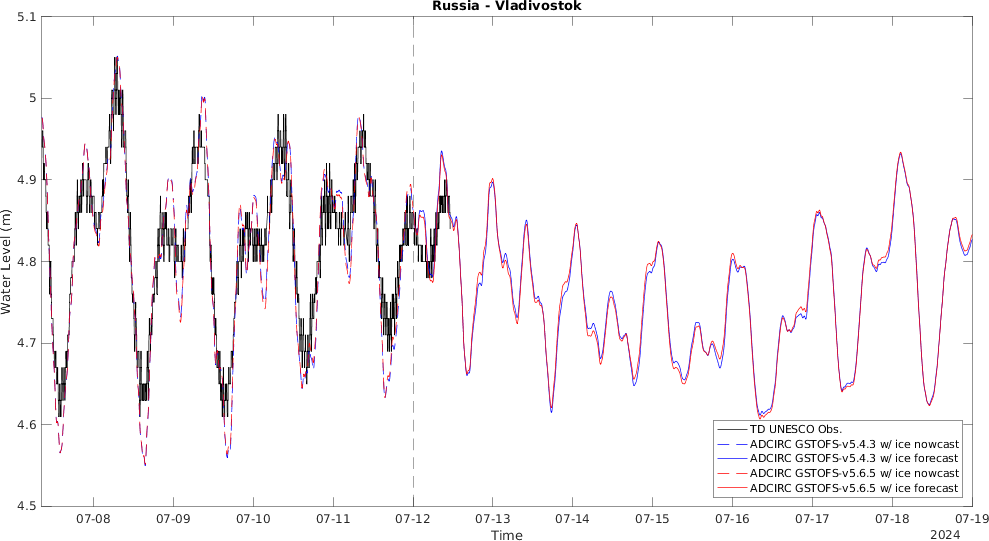 Russia - Vladivostok
5.1
5
4.9
4.8
4.7
4.6
4.5
Water Level (m)
07-08 07-09 07-10 07-11 07-12 07-13 07-14 07-15 07-16 07-17 07-18 07-19
Time
2024
TD UNESCO Obs.
ADCIRC GSTOFS-v5.4.3 w/ ice nowcast
ADCIRC GSTOFS-v5.4.3 w/ ice forecast
ADCIRC GSTOFS-v5.6.5 w/ ice nowcast
ADCIRC GSTOFS-v5.6.5 w/ ice forecast